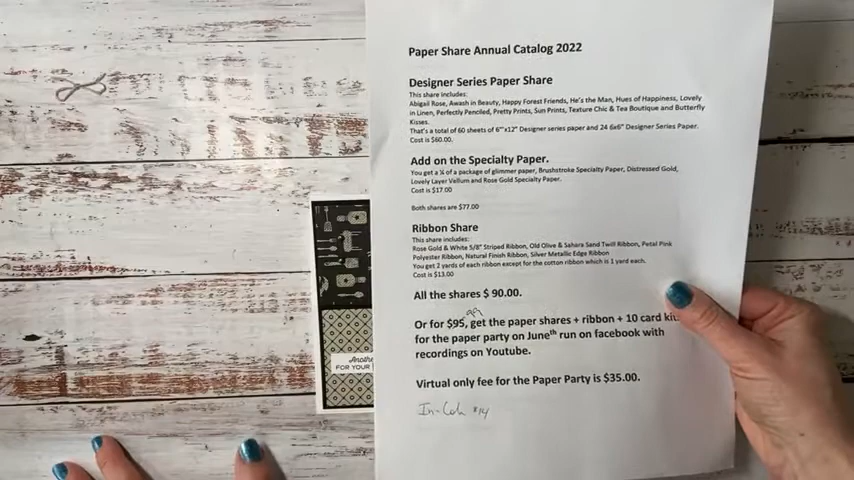 Paper Share Annual Catalog 2022
Designer Series Paper Share
This share includes:
Abigail Rose, Awash in Beauty, Happy Forest Friends, He's the Man, Hues of Happiness, Lovely
in Linen, Perfectly Penciled, Pretty Prints, Sun Prints, Texture Chic & Tea Boutique and Butterfly
Kisses.
That's a total of 60 sheets of 6"x12" Designer series paper and 24 6x6" Designer Series Paper.
Cost is $60.00.
Add on the Specialty Paper.
You get a ¼ of a package of glimmer paper, Brushstroke Specialty Paper, Distressed Gold,
Lovely Layer Vellum and Rose Gold Specialty Paper.
Cost is $17.00
Both shares are $77.00
Ribbon Share
This share includes:
Rose Gold & White 5/8" Striped Ribbon, Old Olive & Sahara Sand Twill Ribbon, Petal Pink
Polyester Ribbon, Natural Finish Ribbon, Silver Metallic Edge Ribbon
You get 2 yards of each ribbon except for the cotton ribbon which is 1 yard each.
Cost is $13.00
All the shares $ 90.00.
99
Or for $95, get the paper shares + ribbon + 10 card kit
for the paper party on June th run on facebook with
recordings on Youtube.
Virtual only fee for the Paper Party is $35.00.
FOR YOUR